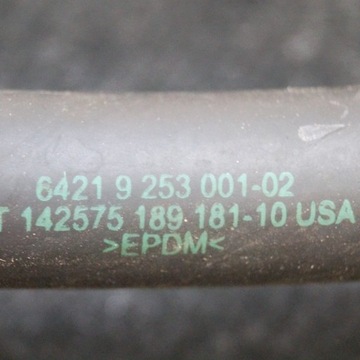 6421 9 253 001-02
T 142575 189 181-10 USA
>EPDM<